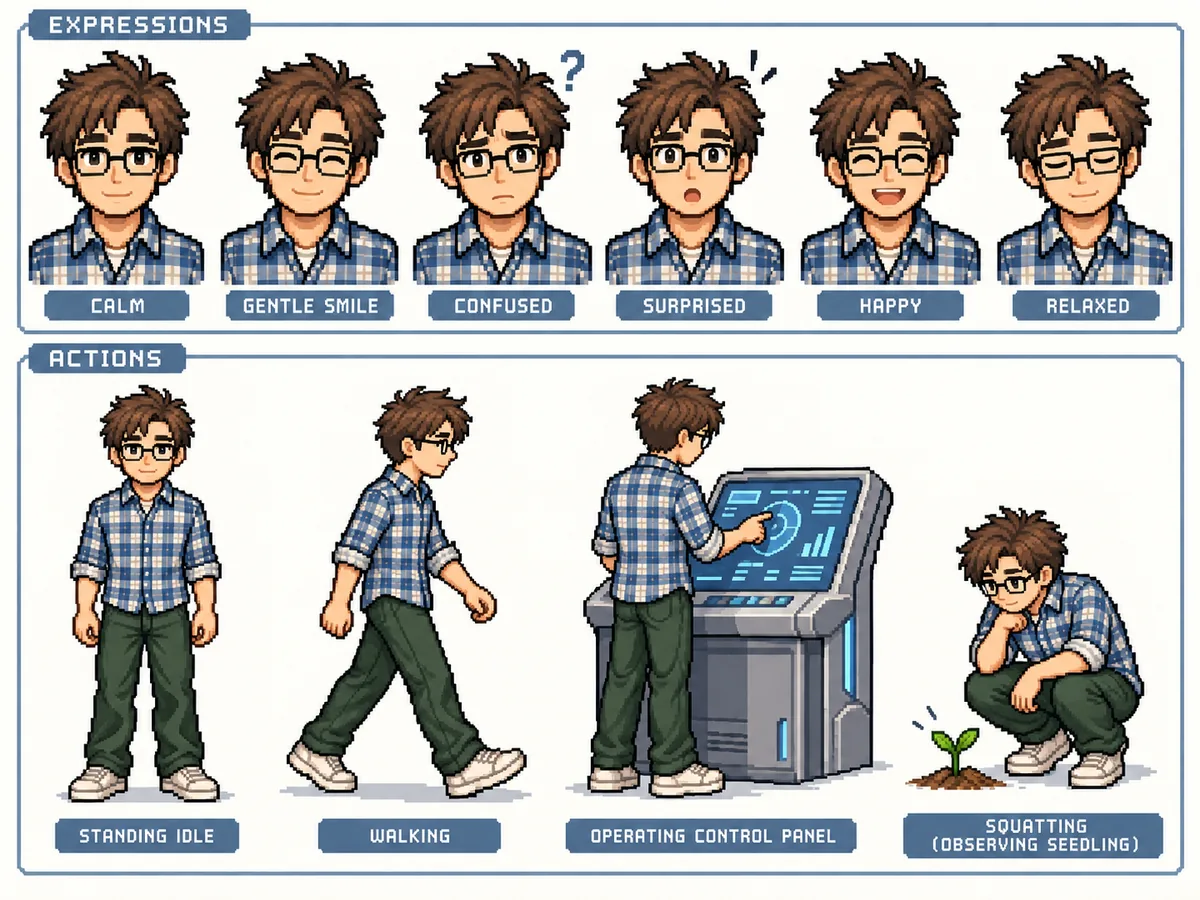 EXPRESSIONS
?
CALM
GENTLE SMILE
CONFUSED
SURPRISED
HAPPY
RELAXED
ACTIONS
STANDING IDLE
WALKING
OPERATING CONTROL PANEL
SQUATTING
(OBSERVING SEEDLING)